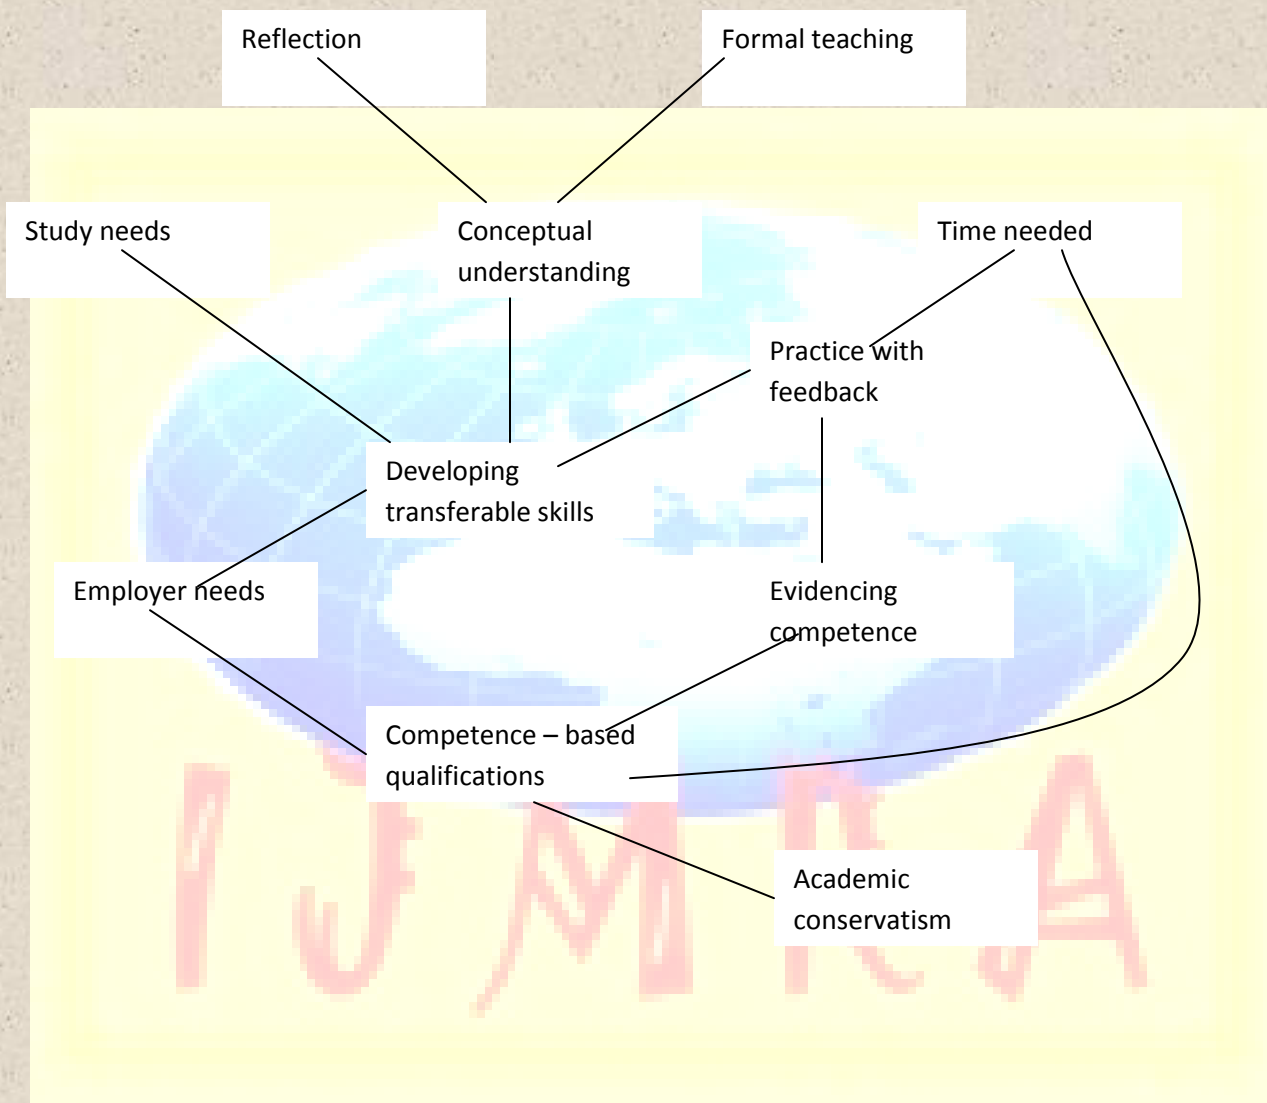 Reflection
Formal teaching
Study needs
Conceptual
understanding
Time needed
Practice with
feedback
Developing
transferable skills
Employer needs
Evidencing
competence
Competence – based
qualifications
Academic
conservatism
IJMRA